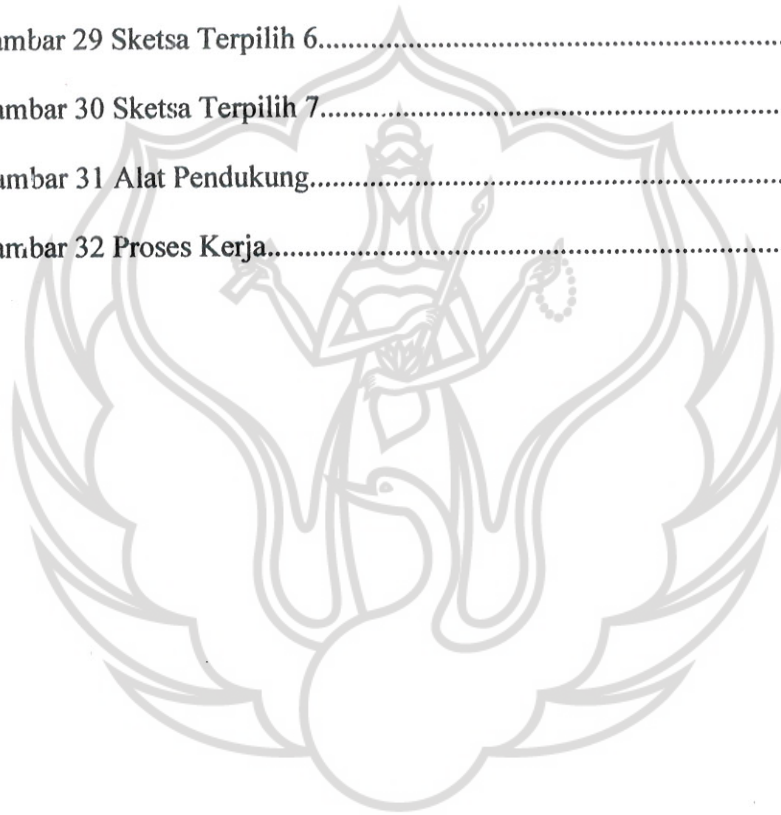 ambar 29 Sketsa Terpilih 6.......................................................................
ambar 30 Sketsa Terpilih 7.......................................................................
ambar 31 Alat Pendukung.......................................................................
ambar 32 Proses Kerja.......................................................................